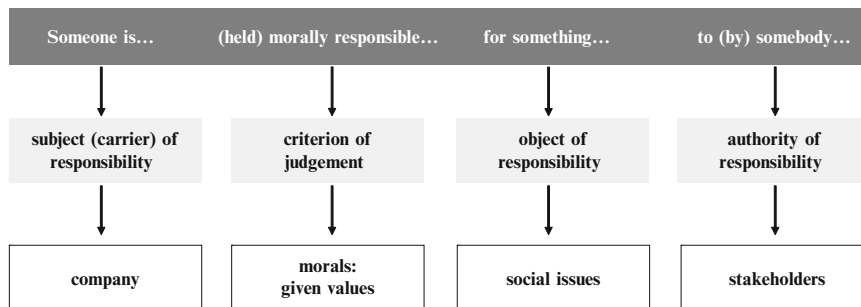 Someone is… (held) morally responsible… for something… to (by) somebody…
subject (carrier) of
responsibility
criterion of
judgement
object of
responsibility
authority of
responsibility
company
morals:
given values
social issues
stakeholders